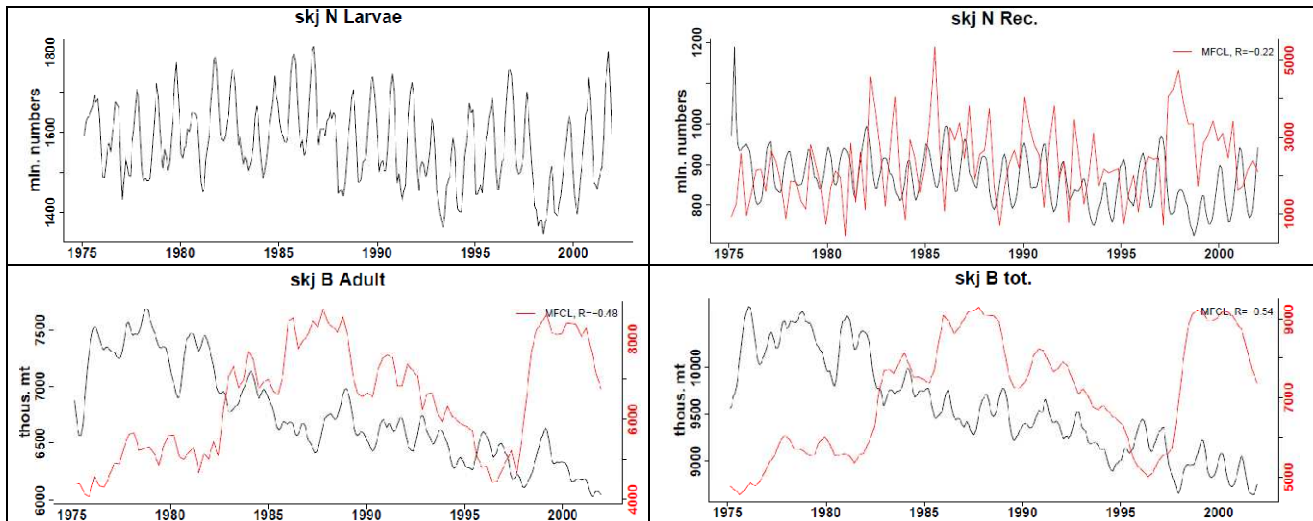 skj N Larvae
mln. numbers
1800
1600
1400
1975 1980 1985 1990 1995 2000
skj N Rec.
MFCL, R=−0.22
mln. numbers
1200
1000
900
800
5000
3000
1000
1975 1980 1985 1990 1995 2000
skj B Adult
MFCL, R=−0.48
thous. mt
7500
7000
6500
6000
8000
6000
4000
1975 1980 1985 1990 1995 2000
skj B tot.
MFCL, R= 0.54
thous. mt
10000
9500
9000
9000
7000
5000
1975 1980 1985 1990 1995 2000